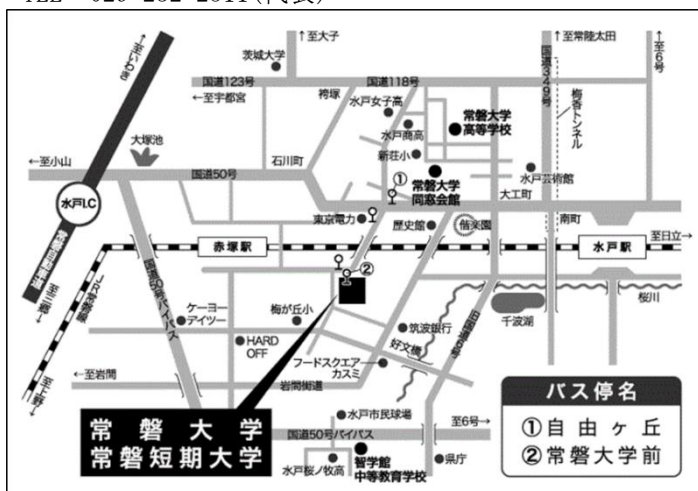 ↑至大子
↑至常陸太田
↑至6号
↑至いわき
茨城大学
国道123号
国道118号
国道349号
←至宇都宮
袴塚
水戸女子高
常磐大学
高等学校
梅香トンネル
水戸商高
大塚池
石川町
新荘小
←至小山
国道50号
①
常磐大学
同窓会館
水戸芸術館
大工町
水戸I.C
東京電力
歴史館
偕楽園
南町
赤塚駅
水戸駅
至日立→
常磐自動車道
至三郷→
JR常磐線
至上野→
国道50号バイパス
②
桜川
千波湖
ケーヨー
デイツー
梅が丘小
HARD
OFF
筑波銀行
好文橋
旧国道6号
フードスクエア
カスミ
←至岩間
岩間街道
バス停名
①自由ヶ丘
②常磐大学前
常磐大学
常磐短期大学
水戸市民球場
至6号→
国道50号バイパス
水戸桜ノ牧高
智学館
中等教育学校
県庁